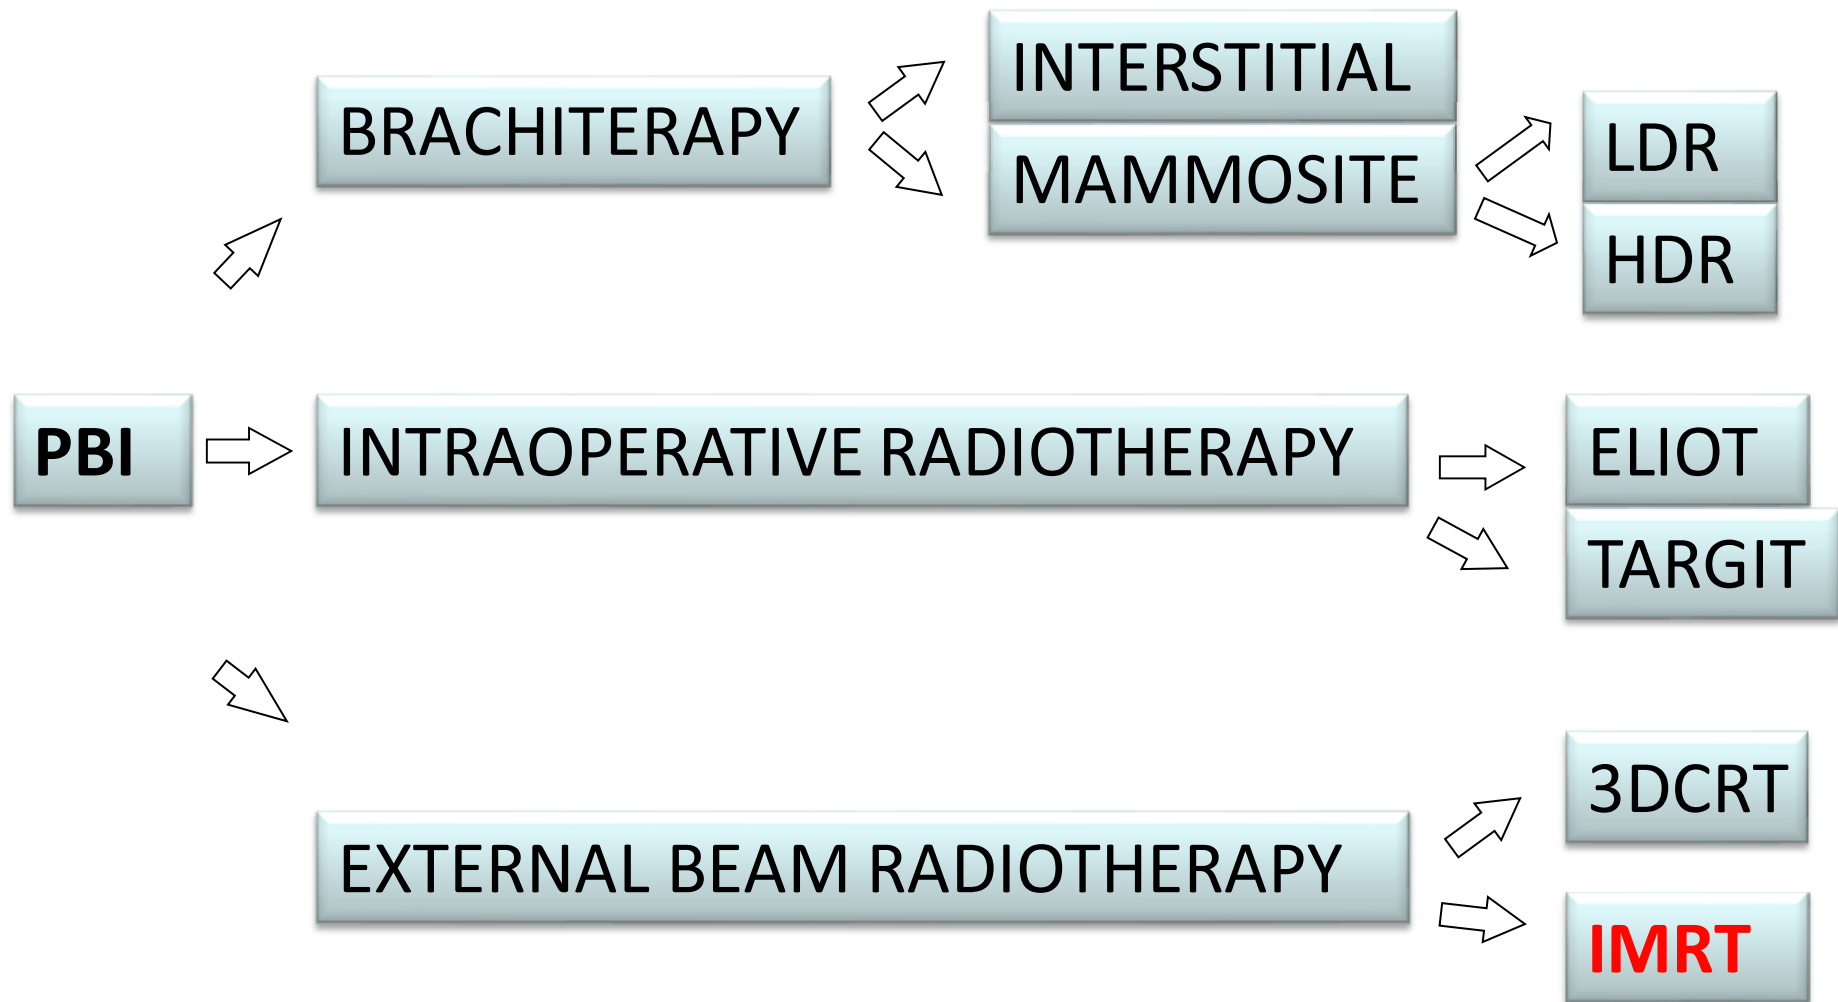 BRACHITERAPY
INTERSTITIAL
MAMMOSITE
LDR
HDR
PBI
INTRAOPERATIVE RADIOTHERAPY
ELIOT
TARGIT
EXTERNAL BEAM RADIOTHERAPY
3DCRT
IMRT